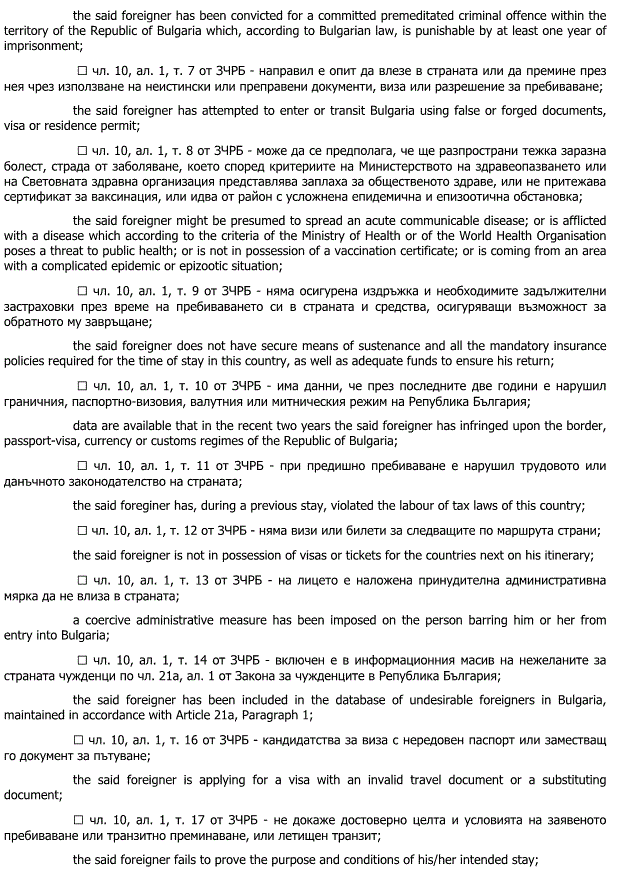 the said foreigner has been convicted for a committed premeditated criminal offence within the
territory of the Republic of Bulgaria which, according to Bulgarian law, is punishable by at least one year of
imprisonment;
☐ чл. 10, ал. 1, т. 7 от ЗЧРБ - направил е опит да влезе в страната или да премине през
нея чрез използване на неистински или преправени документи, виза или разрешение за пребиваване;
the said foreigner has attempted to enter or transit Bulgaria using false or forged documents,
visa or residence permit;
☐ чл. 10, ал. 1, т. 8 от ЗЧРБ - може да се предполага, че ще разпространи тежка заразна
болест, страда от заболяване, което според критериите на Министерството на здравеопазването или
на Световната здравна организация представлява заплаха за общественото здраве, или не притежава
сертификат за ваксинация, или идва от район с усложнена епидемична и епизоотична обстановка;
the said foreigner might be presumed to spread an acute communicable disease; or is afflicted
with a disease which according to the criteria of the Ministry of Health or of the World Health Organisation
poses a threat to public health; or is not in possession of a vaccination certificate; or is coming from an area
with a complicated epidemic or epizootic situation;
☐ чл. 10, ал. 1, т. 9 от ЗЧРБ - няма осигурена издръжка и необходимите задължителни
застраховки през време на пребиваването си в страната и средства, осигуряващи възможност за
обратното му завръщане;
the said foreigner does not have secure means of sustenance and all the mandatory insurance
policies required for the time of stay in this country, as well as adequate funds to ensure his return;
☐ чл. 10, ал. 1, т. 10 от ЗЧРБ - има данни, че през последните две години е нарушил
граничния, паспортно-визовия, валутния или митническия режим на Република България;
data are available that in the recent two years the said foreigner has infringed upon the border,
passport-visa, currency or customs regimes of the Republic of Bulgaria;
☐ чл. 10, ал. 1, т. 11 от ЗЧРБ - при предишно пребиваване е нарушил трудовото или
данъчното законодателство на страната;
the said foreginer has, during a previous stay, violated the labour of tax laws of this country;
☐ чл. 10, ал. 1, т. 12 от ЗЧРБ - няма визи или билети за следващите по маршрута страни;
the said foreigner is not in possession of visas or tickets for the countries next on his itinerary;
☐ чл. 10, ал. 1, т. 13 от ЗЧРБ - на лицето е наложена принудителна административна
мярка да не влиза в страната;
a coercive administrative measure has been imposed on the person barring him or her from
entry into Bulgaria;
☐ чл. 10, ал. 1, т. 14 от ЗЧРБ - включен е в информационния масив на нежеланите за
страната чужденци по чл. 21а, ал. 1 от Закона за чужденците в Република България;
the said foreigner has been included in the database of undesirable foreigners in Bulgaria,
maintained in accordance with Article 21a, Paragraph 1;
☐ чл. 10, ал. 1, т. 16 от ЗЧРБ - кандидатства за виза с нередовен паспорт или заместващ
го документ за пътуване;
the said foreigner is applying for a visa with an invalid travel document or a substituting
document;
☐ чл. 10, ал. 1, т. 17 от ЗЧРБ - не докаже достоверно целта и условията на заявеното
пребиваване или транзитно преминаване, или летищен транзит;
the said foreigner fails to prove the purpose and conditions of his/her intended stay;